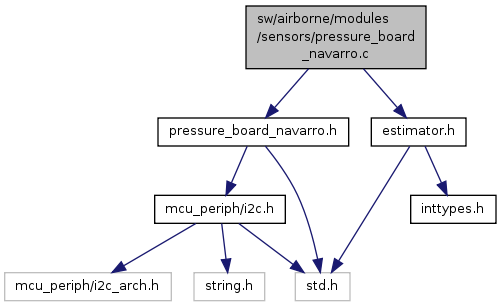 sw/airborne/modules
/sensors/pressure_board
_navarro.c
pressure_board_navarro.h
estimator.h
mcu_periph/i2c.h
inttypes.h
mcu_periph/i2c_arch.h
string.h
std.h